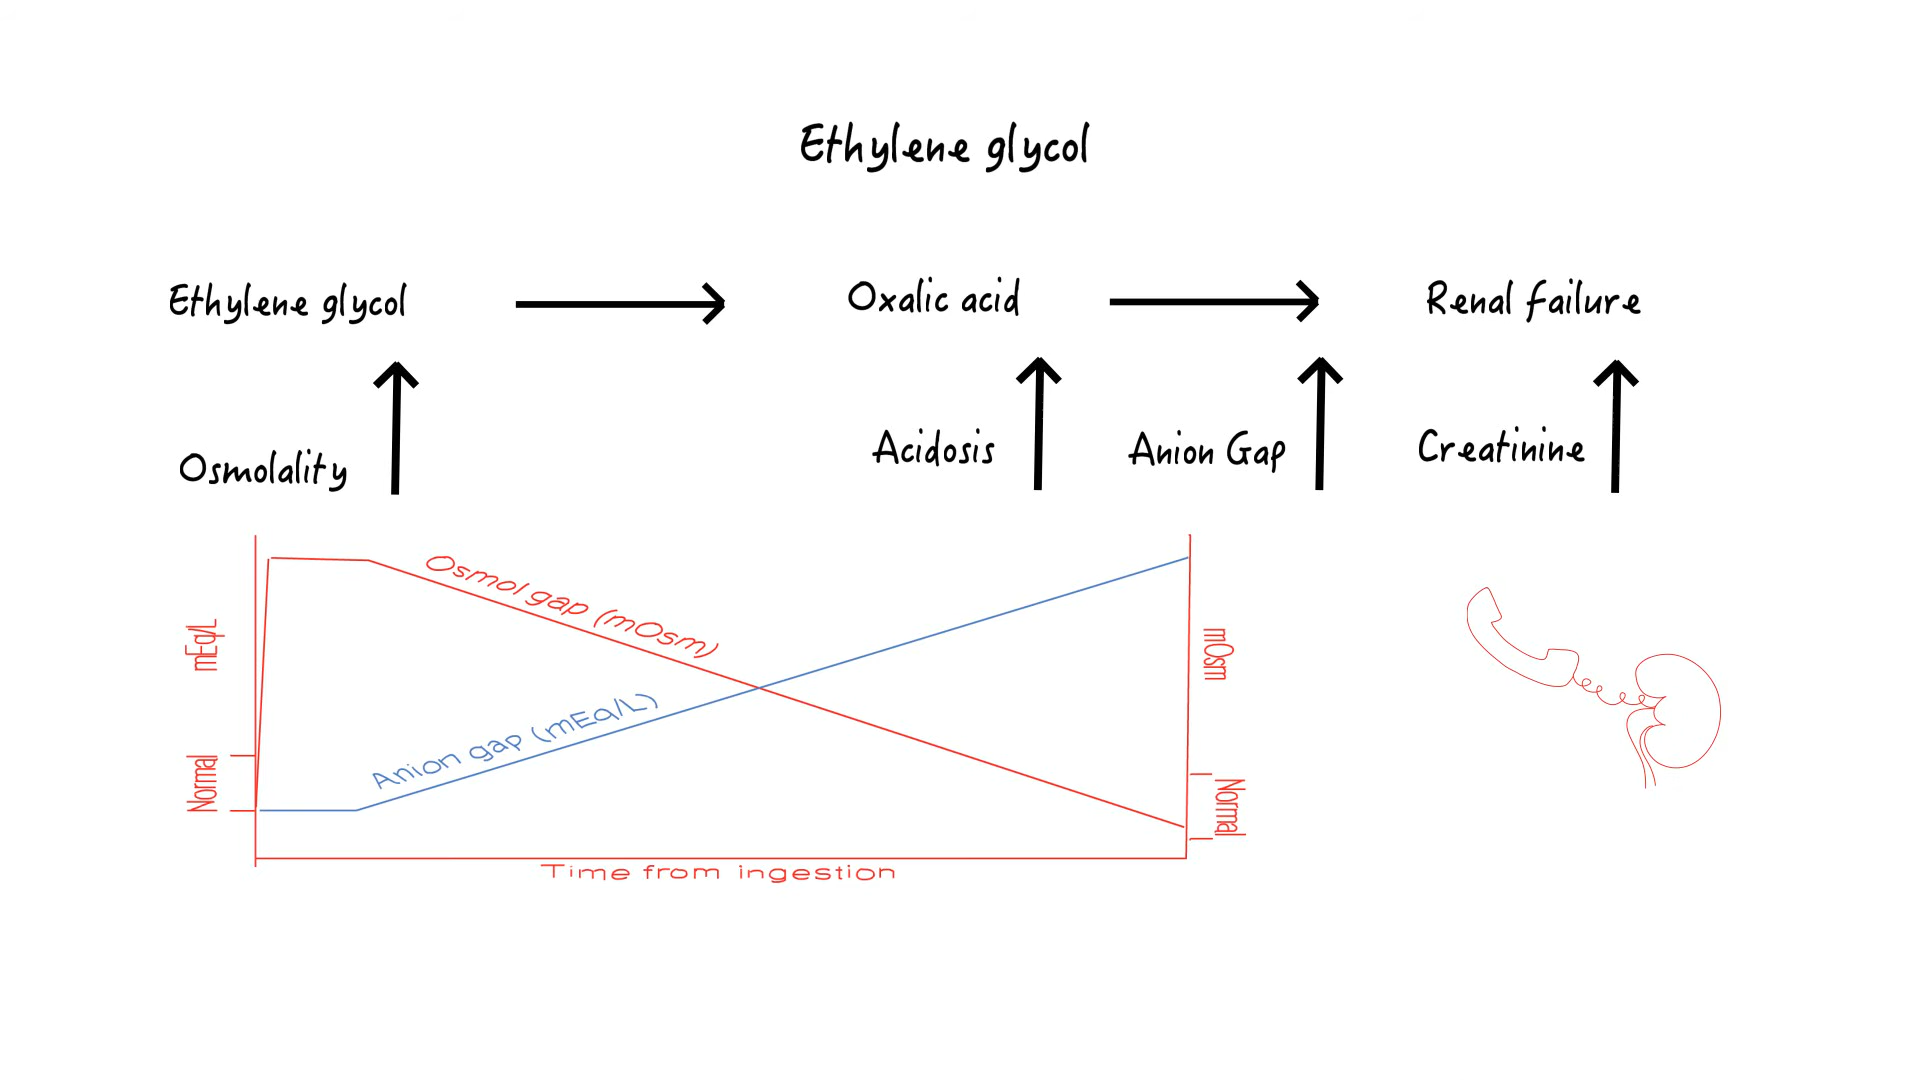 Ethylene glycol
Ethylene glycol
Oxalic acid
Renal failure
Osmolality
Acidosis
Anion Gap
Creatinine
Osmol gap (mOsm)
Anion gap (mEq/L)
mEq/L
Normal
mOsm
Normal
Time from ingestion